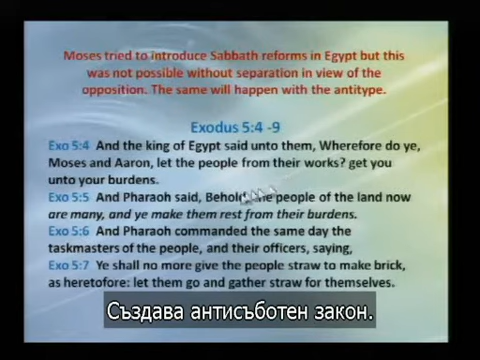 Moses tried to introduce Sabbath reforms in Egypt but this
was not possible without separation in view of the
opposition. The same will happen with the antitype.
Exodus 5:4 -9
Exo 5:4 And the king of Egypt said unto them, Wherefore do ye,
Moses and Aaron, let the people from their works? get you
unto your burdens.
Exo 5:5 And Pharaoh said, Behold, the people of the land now
are many, and ye make them rest from their burdens.
Exo 5:6 And Pharaoh commanded the same day the
taskmasters of the people, and their officers, saying,
Exo 5:7 Ye shall no more give the people straw to make brick,
as heretofore: let them go and gather straw for themselves.
Създава антисъботен закон.